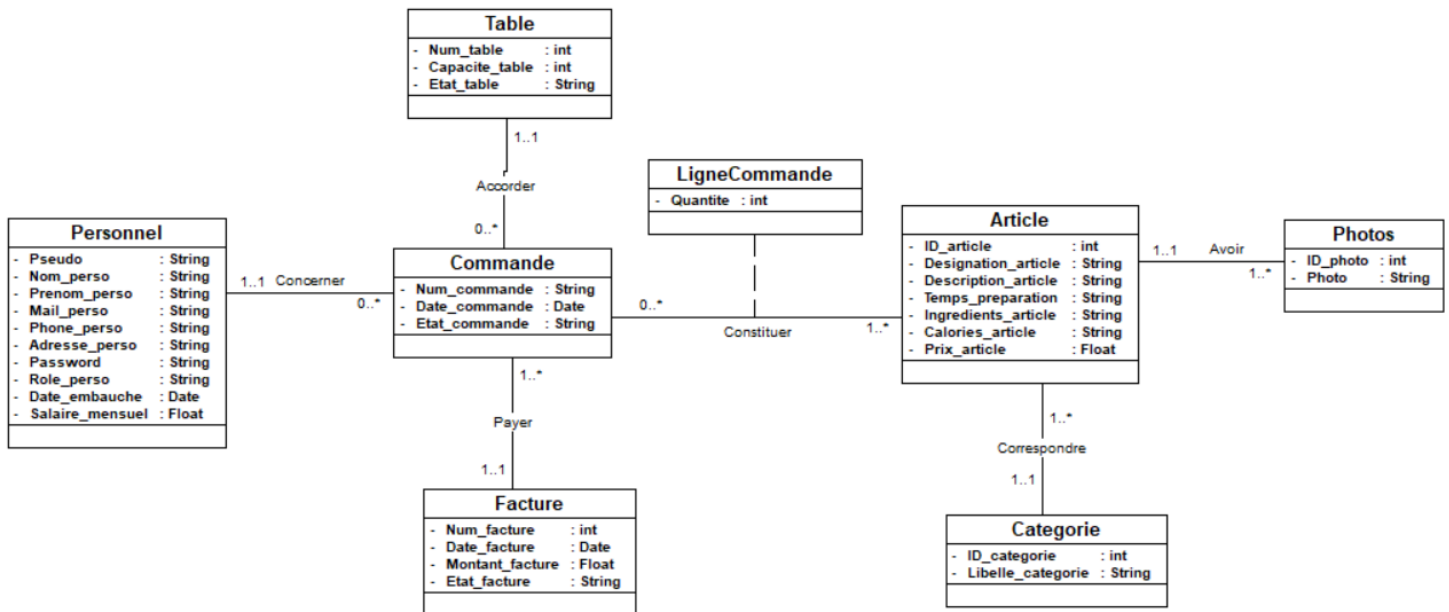 Table
- Num_table : int
- Capacite_table : int
- Etat_table : String
1..1
Accorder
0..*
LigneCommande
- Quantite : int
Personnel
- Pseudo : String
- Nom_perso : String
- Prenom_perso : String
- Mail_perso : String
- Phone_perso : String
- Adresse_perso : String
- Password : String
- Role_perso : String
- Date_embauche : Date
- Salaire_mensuel : Float
1..1 Concerner 0..*
Commande
- Num_commande : String
- Date_commande : Date
- Etat_commande : String
0..* Constituer 1..*
Article
- ID_article : int
- Designation_article : String
- Description_article : String
- Temps_preparation : String
- Ingredients_article : String
- Calories_article : String
- Prix_article : Float
1..1 Avoir 1..*
Photos
- ID_photo : int
- Photo : String
1..*
Payer
1..1
Facture
- Num_facture : int
- Date_facture : Date
- Montant_facture : Float
- Etat_facture : String
1..*
Correspondre
1..1
Categorie
- ID_categorie : int
- Libelle_categorie : String